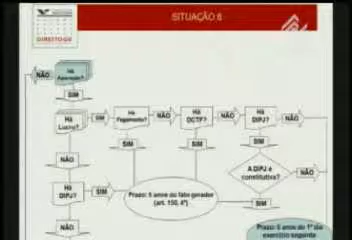 SITUAÇÃO 6
DIREITO GV
NÃO
Há
Apuração?
SIM
Há
Lucro?
SIM
Há
Pagamento?
NÃO
Há
DCTF?
NÃO
Há
DIPJ?
NÃO
SIM
SIM
SIM
NÃO
A DIPJ é
constitutiva?
NÃO
Há
DIPJ?
SIM
Prazo: 5 anos do fato gerador
(art. 150, 4º)
SIM
NÃO
Prazo: 5 anos do 1º dia
exercício seguinte